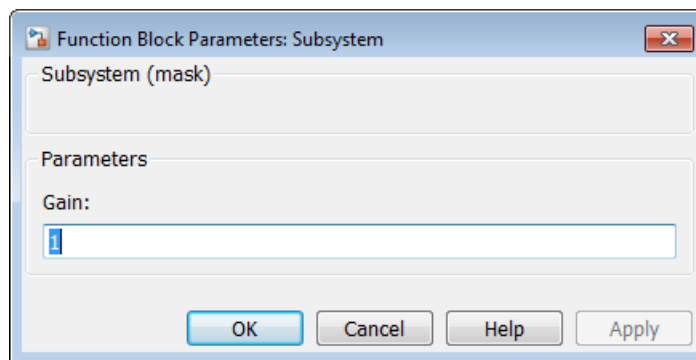 Function Block Parameters: Subsystem
Subsystem (mask)
Parameters
Gain:
1
OK Cancel Help Apply